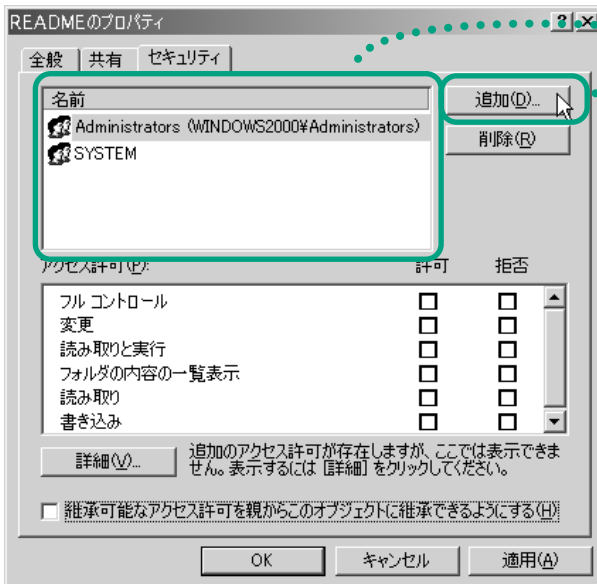 READMEのプロパティ
全般 共有 セキュリティ
名前
追加(D)...
Administrators (WINDOWS2000¥Administrators)
削除(R)
SYSTEM
アクセス許可(P): 許可 拒否
フル コントロール
変更
読み取りと実行
フォルダの内容の一覧表示
読み取り
書き込み
詳細(V)...
追加のアクセス許可が存在しますが、ここでは表示できま
せん。表示するには [詳細] をクリックしてください。
継承可能なアクセス許可を親からこのオブジェクトに継承できるようにする(H)
OK キャンセル 適用(A)